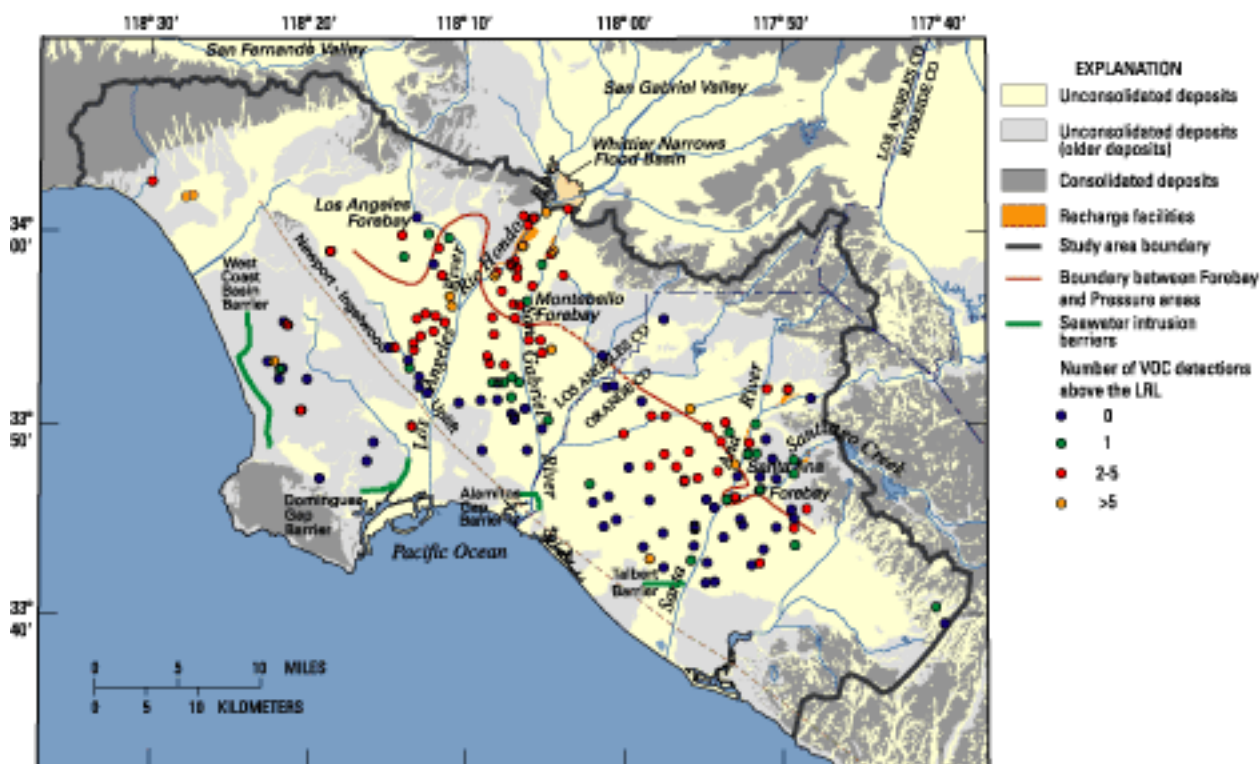 118° 30' 118° 20' 118° 10' 118° 00' 117° 50' 117° 40'
San Fernando Valley
San Gabriel Valley
LOS ANGELES CO
RIVERSIDE CO
Whittier Narrows
Flood Basin
Los Angeles
Forebay
34°
00'
Rio Hondo
River
Newport - Inglewood
Uplift
West
Coast
Basin
Barrier
Montebello
Forebay
Los
Angeles
San
Gabriel
River
LOS ANGELES CO
ORANGE CO
River
33°
50'
Santiago Creek
Ana
Santa Ana
Forebay
Dominguez
Gap
Barrier
Alamitos
Gap
Barrier
Pacific Ocean
Talbert
Barrier
Santa
33°
40'
0 5 10 MILES
0 5 10 KILOMETERS
EXPLANATION
Unconsolidated deposits
Unconsolidated deposits
(older deposits)
Consolidated deposits
Recharge facilities
Study area boundary
Boundary between Forebay
and Pressure areas
Seawater intrusion
barriers
Number of VOC detections
above the LRL
0
1
2-5
>5